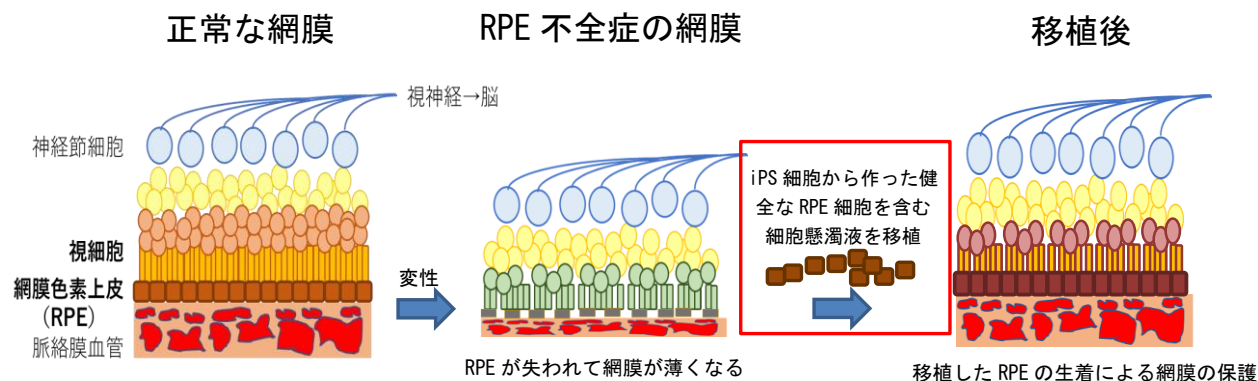 正常な網膜
RPE 不全症の網膜
移植後
視神経→脳
神経節細胞
視細胞
網膜色素上皮
(RPE)
脈絡膜血管
変性
iPS 細胞から作った健
全な RPE 細胞を含む
細胞懸濁液を移植
RPE が失われて網膜が薄くなる
移植した RPE の生着による網膜の保護